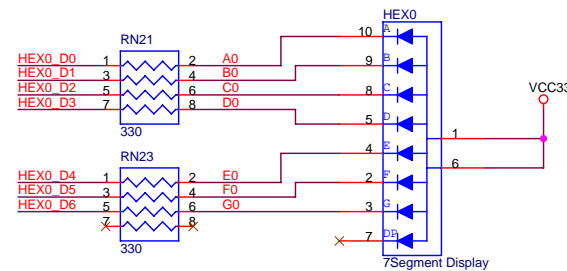 HEX0
RN21
10 A
HEX0_D0 1 2 A0
HEX0_D1 3 4 B0 9 B
HEX0_D2 5 6 C0 8 C
HEX0_D3 7 8 D0
VCC33
5 D
330
1
RN23
4 E
6
HEX0_D4 1 2 E0
HEX0_D5 3 4 F0 2 F
HEX0_D6 5 6 G0 3 G
7 8
7 DP
330
7Segment Display